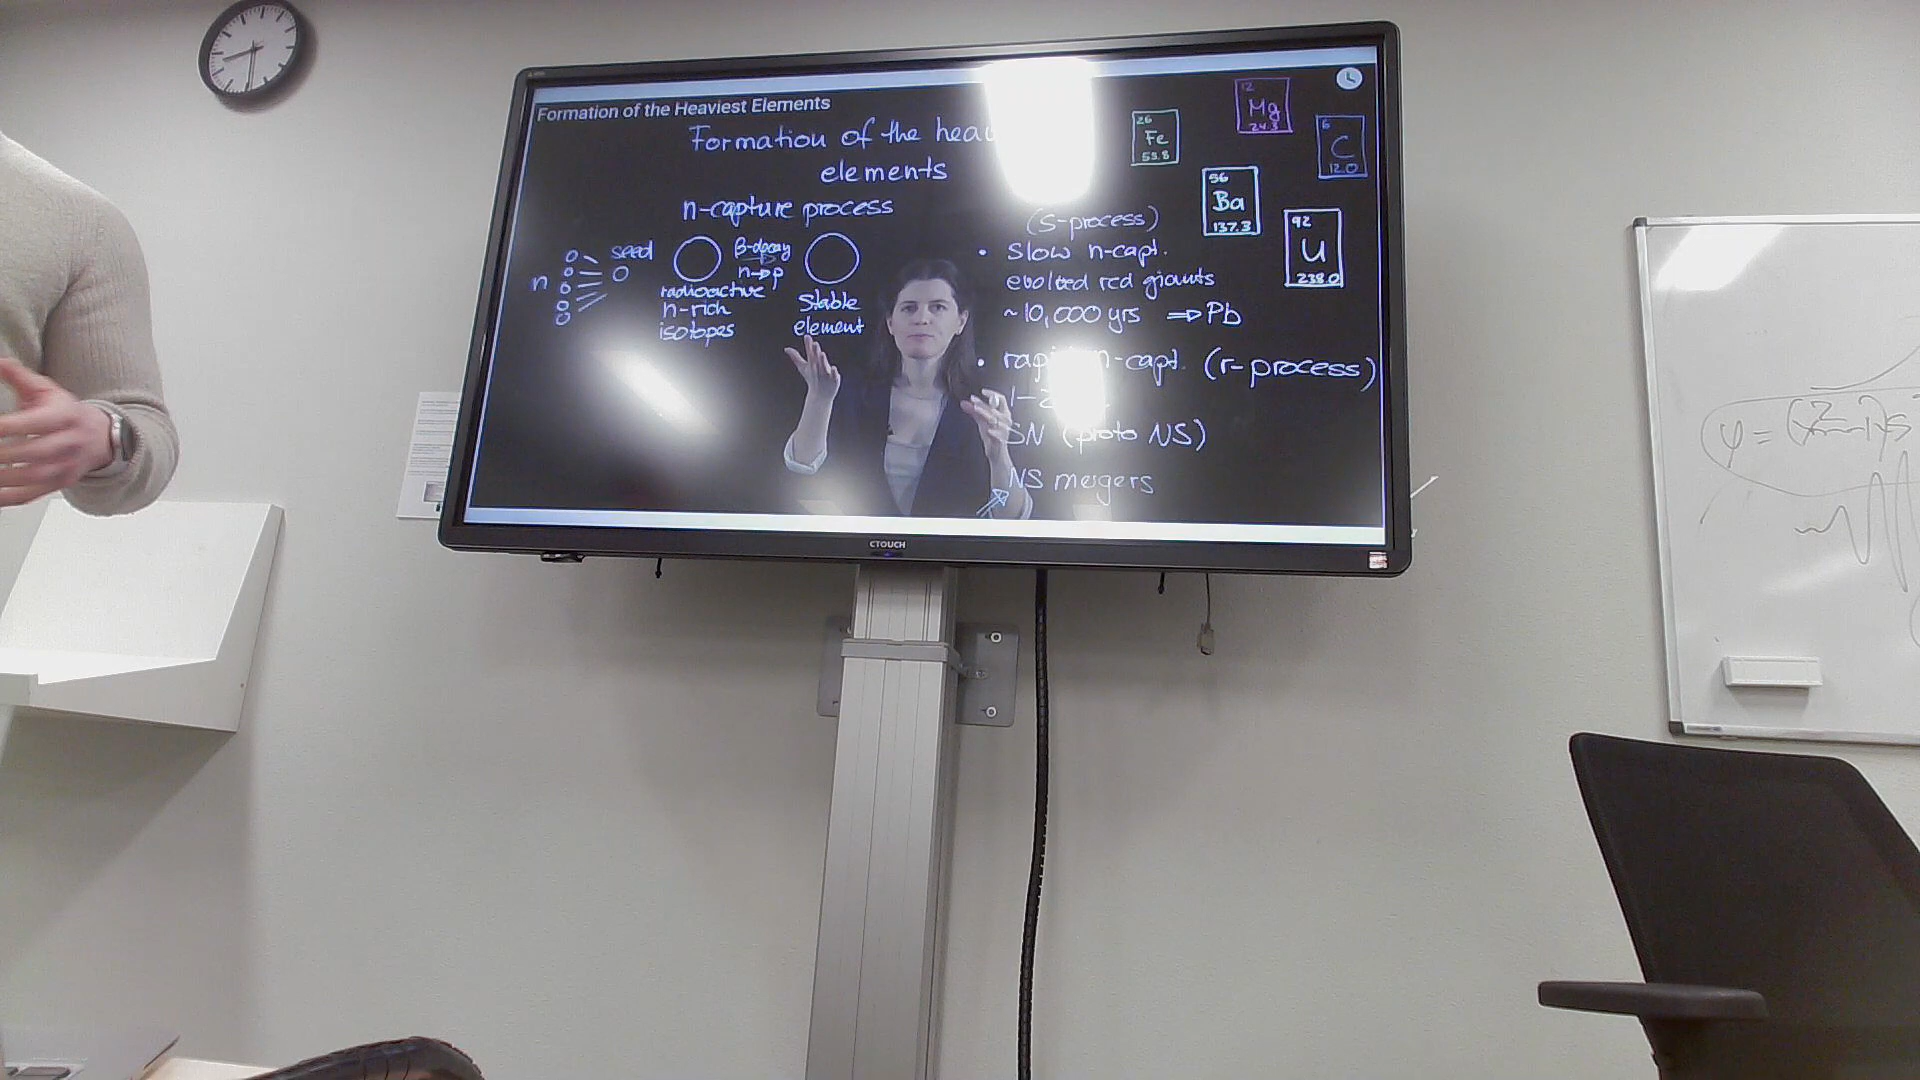 Formation of the Heaviest Elements
Formation of the
elements
n-capture process
n
seed
radioactive
n-rich
isotopes
β-decay
n→p
Stable
element
26
Fe
55.8
12
Mg
24.3
6
C
12.0
56
Ba
137.3
92
U
238.0
(s-process)
• Slow n-capt.
evolved red giants
~10,000 yrs ⇒ Pb
• rapid n-capt. (r-process)
SN (proto NS)
NS mergers
CTOUCH